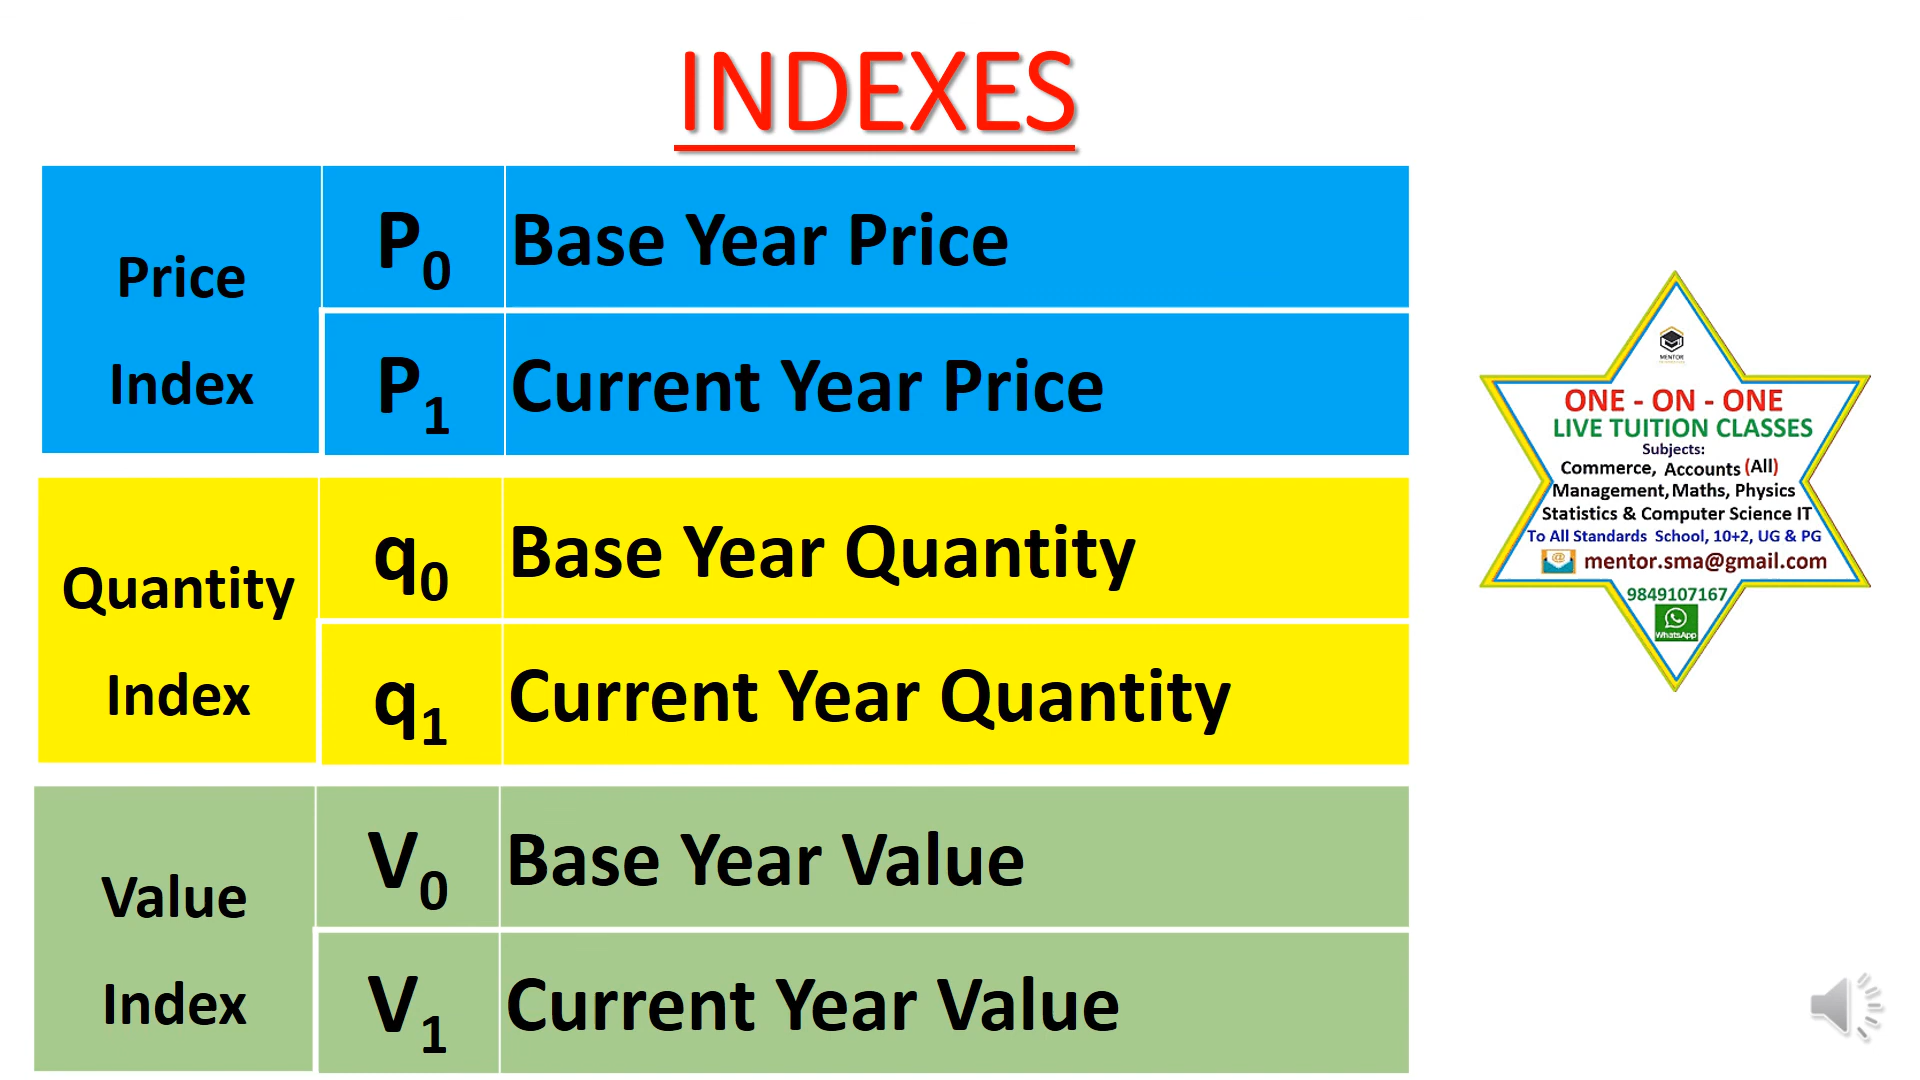 INDEXES
Price
Index
P0
Base Year Price
P1
Current Year Price
Quantity
Index
q0
Base Year Quantity
q1
Current Year Quantity
Value
Index
V0
Base Year Value
V1
Current Year Value
MENTOR
ONE - ON - ONE
LIVE TUITION CLASSES
Subjects:
Commerce, Accounts (All)
Management, Maths, Physics
Statistics & Computer Science IT
To All Standards School, 10+2, UG & PG
mentor.sma@gmail.com
9849107167
WhatsApp